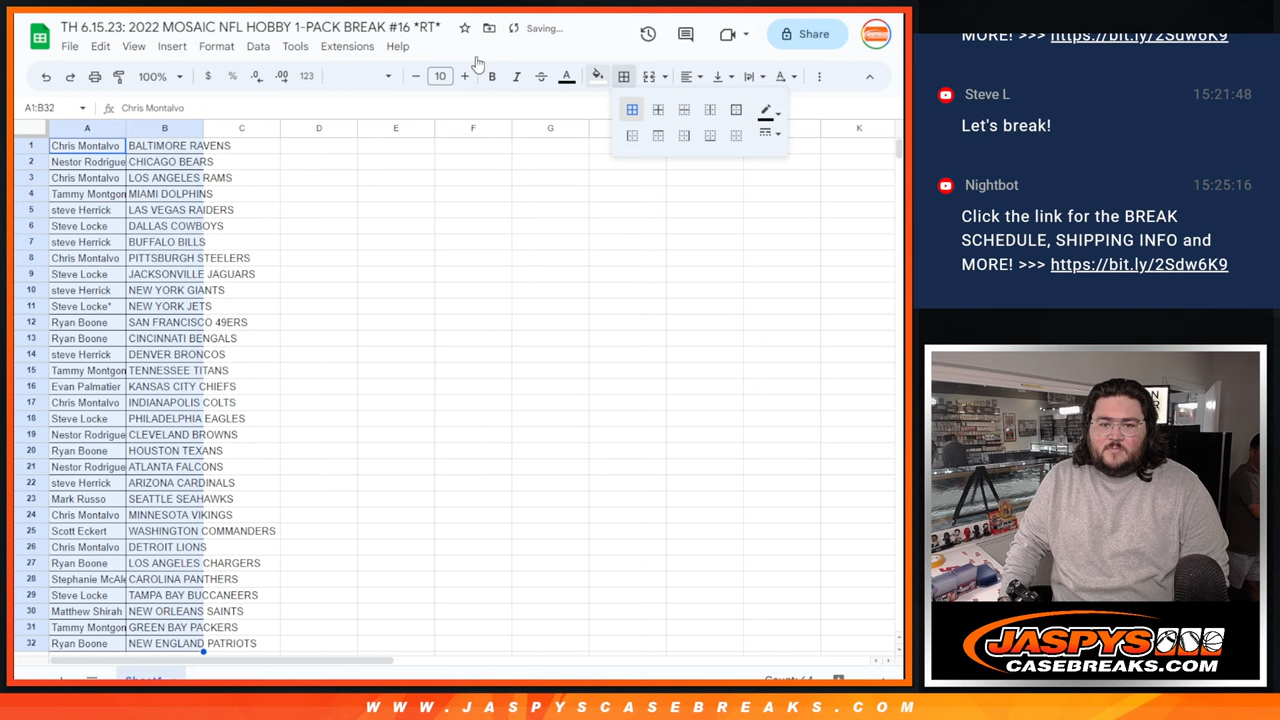 TH 6.15.23: 2022 MOSAIC NFL HOBBY 1-PACK BREAK #16 *RT*
Saving...
File Edit View Insert Format Data Tools Extensions Help
Share
100% $ % .0 .00 123 10 B I S A
A1:B32 fx Chris Montalvo
A B C D E F G H I J K
1 Chris Montalvo BALTIMORE RAVENS
2 Nestor Rodrigue CHICAGO BEARS
3 Chris Montalvo LOS ANGELES RAMS
4 Tammy Montgon MIAMI DOLPHINS
5 steve Herrick LAS VEGAS RAIDERS
6 Steve Locke DALLAS COWBOYS
7 steve Herrick BUFFALO BILLS
8 Chris Montalvo PITTSBURGH STEELERS
9 Steve Locke JACKSONVILLE JAGUARS
10 steve Herrick NEW YORK GIANTS
11 Steve Locke* NEW YORK JETS
12 Ryan Boone SAN FRANCISCO 49ERS
13 Ryan Boone CINCINNATI BENGALS
14 steve Herrick DENVER BRONCOS
15 Tammy Montgon TENNESSEE TITANS
16 Evan Palmatier KANSAS CITY CHIEFS
17 Chris Montalvo INDIANAPOLIS COLTS
18 Steve Locke PHILADELPHIA EAGLES
19 Nestor Rodrigue CLEVELAND BROWNS
20 Ryan Boone HOUSTON TEXANS
21 Nestor Rodrigue ATLANTA FALCONS
22 steve Herrick ARIZONA CARDINALS
23 Mark Russo SEATTLE SEAHAWKS
24 Chris Montalvo MINNESOTA VIKINGS
25 Scott Eckert WASHINGTON COMMANDERS
26 Chris Montalvo DETROIT LIONS
27 Ryan Boone LOS ANGELES CHARGERS
28 Stephanie McAle CAROLINA PANTHERS
29 Steve Locke TAMPA BAY BUCCANEERS
30 Matthew Shirah NEW ORLEANS SAINTS
31 Tammy Montgon GREEN BAY PACKERS
32 Ryan Boone NEW ENGLAND PATRIOTS
MORE! >>> https://bit.ly/2Sdw6K9
Steve L 15:21:48
Let's break!
Nightbot 15:25:16
Click the link for the BREAK
SCHEDULE, SHIPPING INFO and
MORE! >>> https://bit.ly/2Sdw6K9
JASPYS
CASEBREAKS.COM
WWW.JASPYSCASEBREAKS.COM